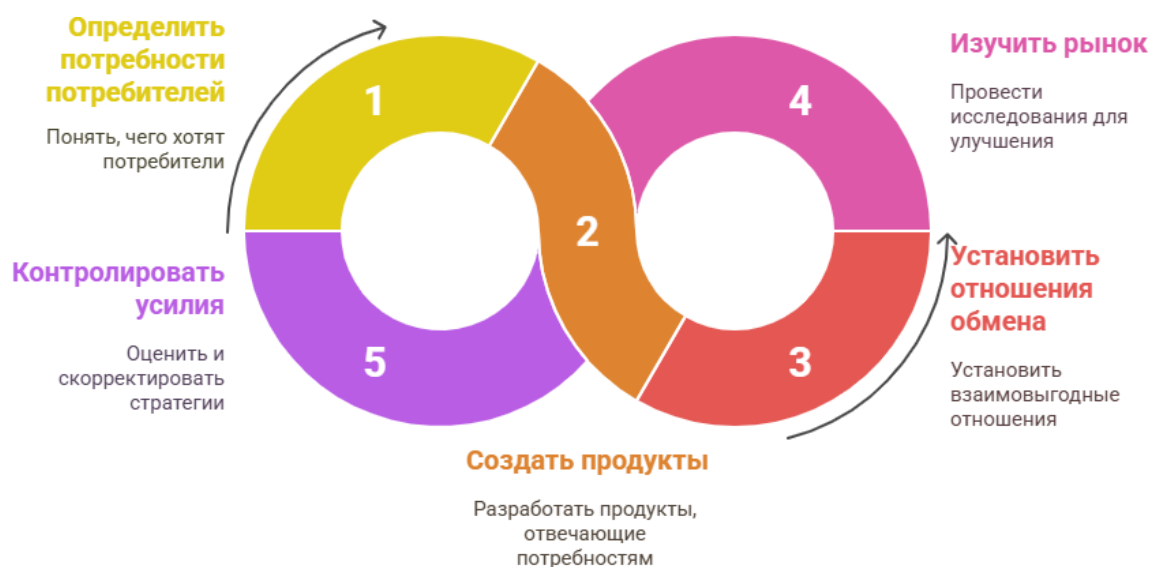 Определить
потребности
потребителей
Понять, чего хотят
потребители
1
2
Создать продукты
Разработать продукты,
отвечающие
потребностям
3
Установить
отношения
обмена
Установить
взаимовыгодные
отношения
4
Изучить рынок
Провести
исследования для
улучшения
5
Контролировать
усилия
Оценить и
скорректировать
стратегии